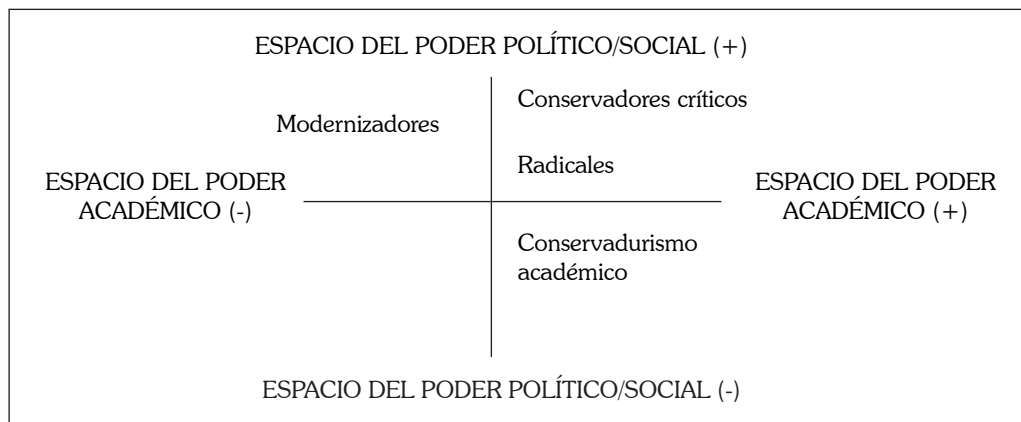 ESPACIO DEL PODER POLÍTICO/SOCIAL (+)
Conservadores críticos
Modernizadores
Radicales
ESPACIO DEL PODER
ACADÉMICO (-)
ESPACIO DEL PODER
ACADÉMICO (+)
Conservadurismo
académico
ESPACIO DEL PODER POLÍTICO/SOCIAL (-)